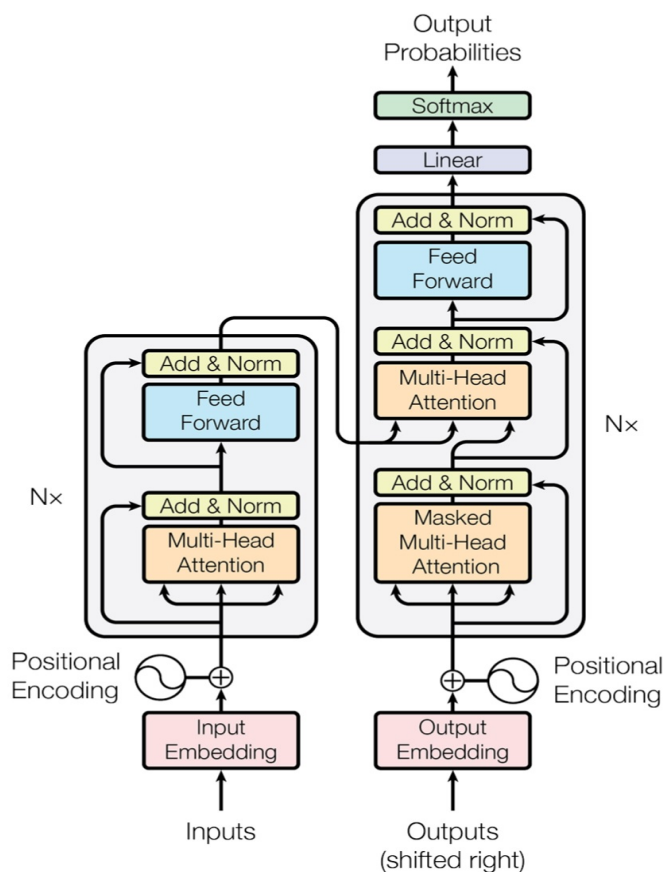 Output
Probabilities
Softmax
Linear
Add & Norm
Feed
Forward
Add & Norm
Multi-Head
Attention
Add & Norm
Masked
Multi-Head
Attention
Nx
Add & Norm
Feed
Forward
Add & Norm
Multi-Head
Attention
N×
Positional
Encoding
Input
Embedding
Inputs
Positional
Encoding
Output
Embedding
Outputs
(shifted right)